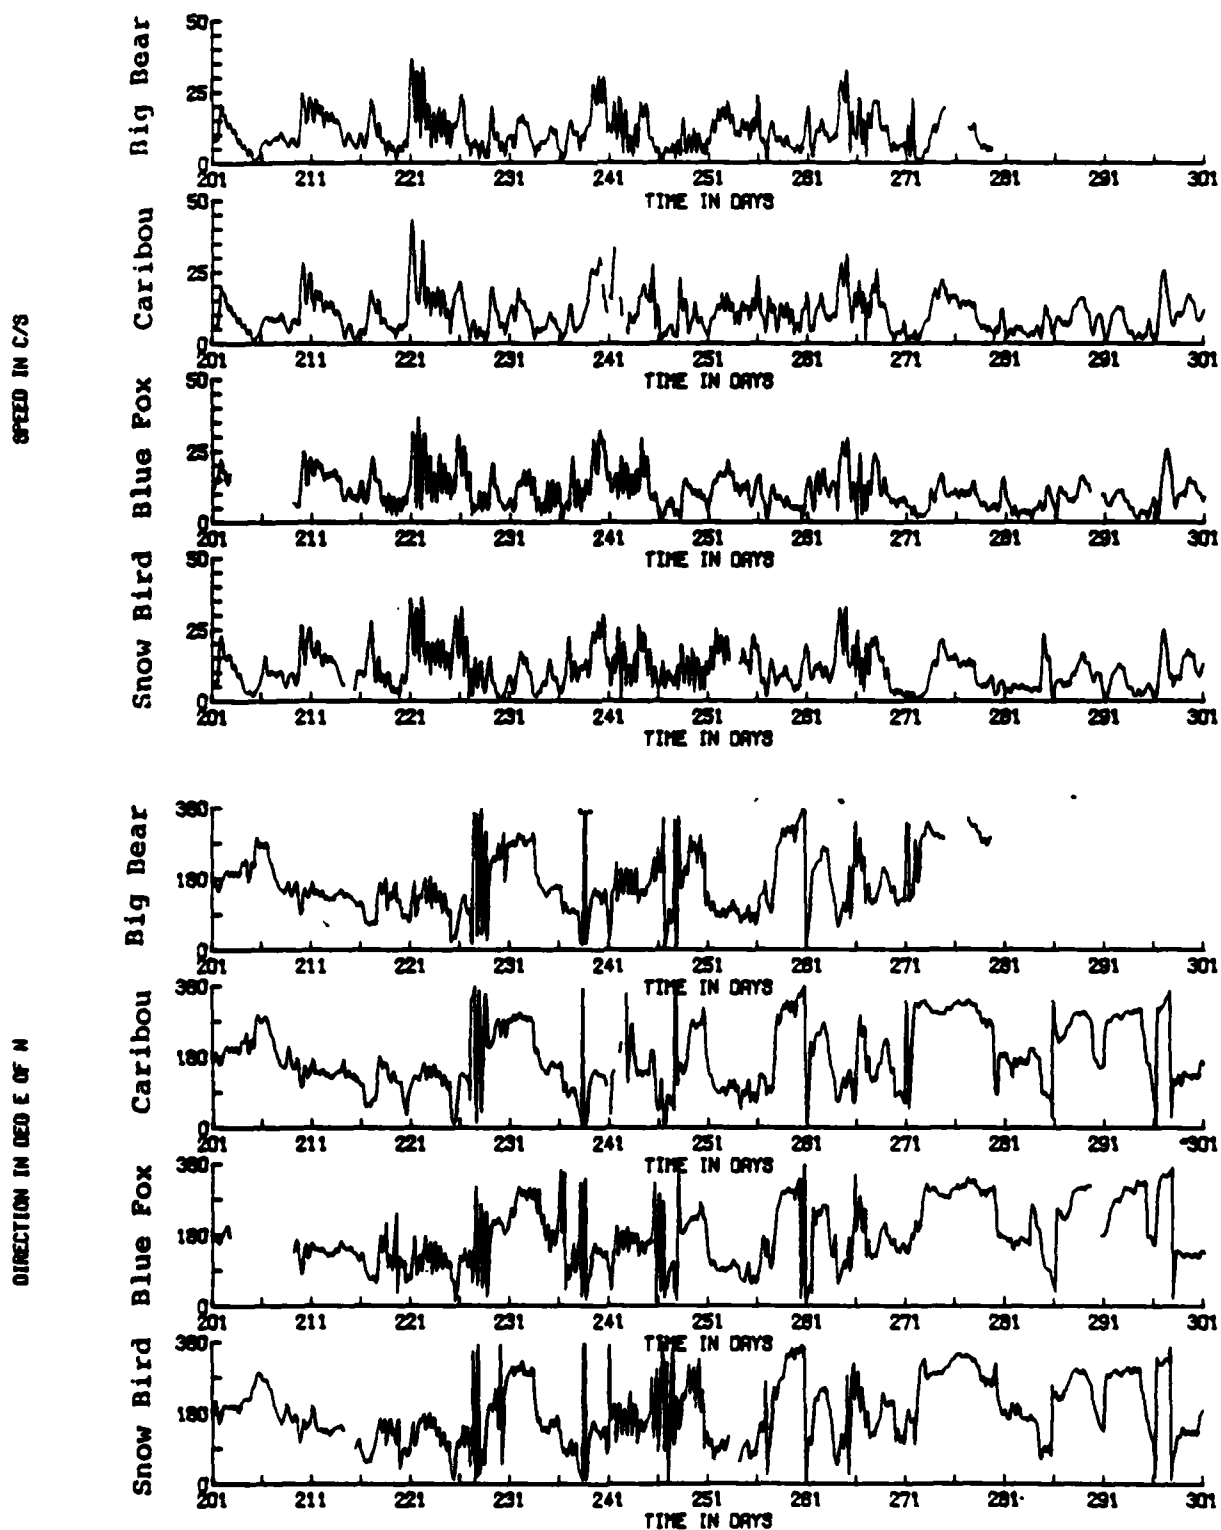 SPEED IN C/S
Big Bear
50
25
0
201 211 221 231 241 251 261 271 281 291 301
TIME IN DAYS
Caribou
50
25
0
201 211 221 231 241 251 261 271 281 291 301
TIME IN DAYS
Blue Fox
50
25
0
201 211 221 231 241 251 261 271 281 291 301
TIME IN DAYS
Snow Bird
50
25
0
201 211 221 231 241 251 261 271 281 291 301
TIME IN DAYS
DIRECTION IN DEG E OF N
Big Bear
360
180
0
201 211 221 231 241 251 261 271 281 291 301
TIME IN DAYS
Caribou
360
180
0
201 211 221 231 241 251 261 271 281 291 301
TIME IN DAYS
Blue Fox
360
180
0
201 211 221 231 241 251 261 271 281 291 301
TIME IN DAYS
Snow Bird
360
180
0
201 211 221 231 241 251 261 271 281 291 301
TIME IN DAYS